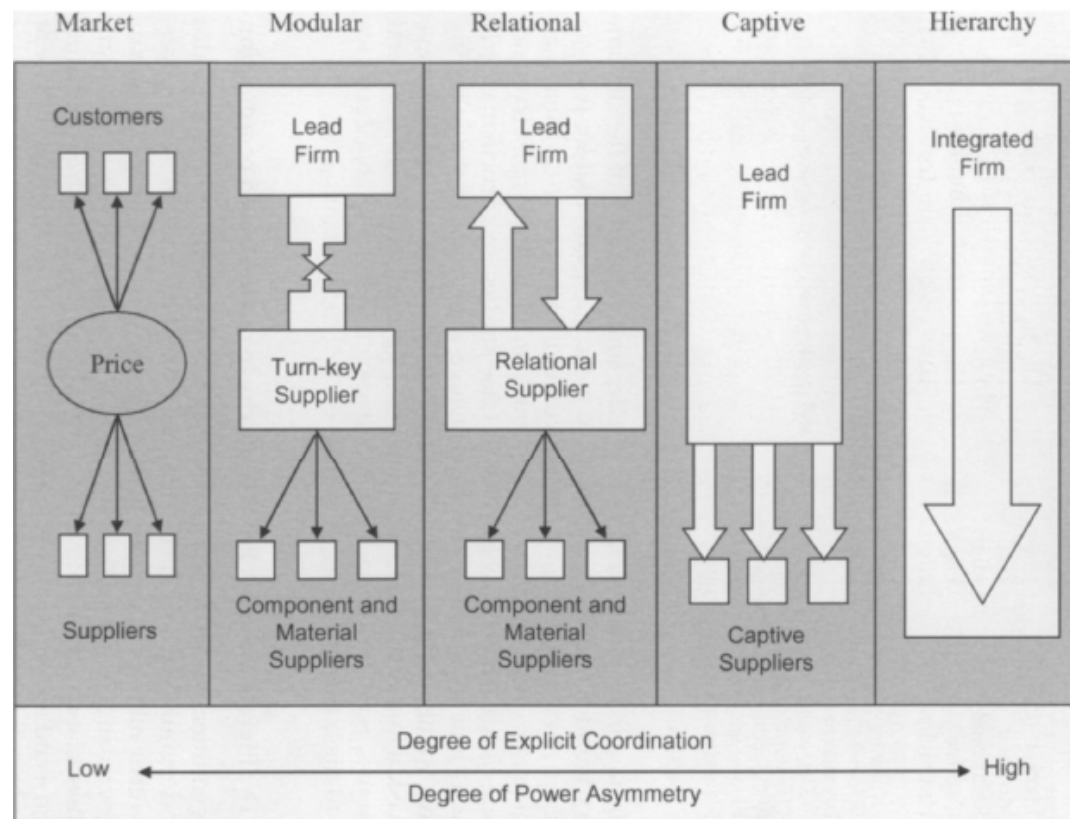 Market
Modular
Relational
Captive
Hierarchy
Customers
Price
Suppliers
Lead
Firm
Turn-key
Supplier
Component and
Material
Suppliers
Lead
Firm
Relational
Supplier
Component and
Material
Suppliers
Lead
Firm
Captive
Suppliers
Integrated
Firm
Degree of Explicit Coordination
Low
High
Degree of Power Asymmetry